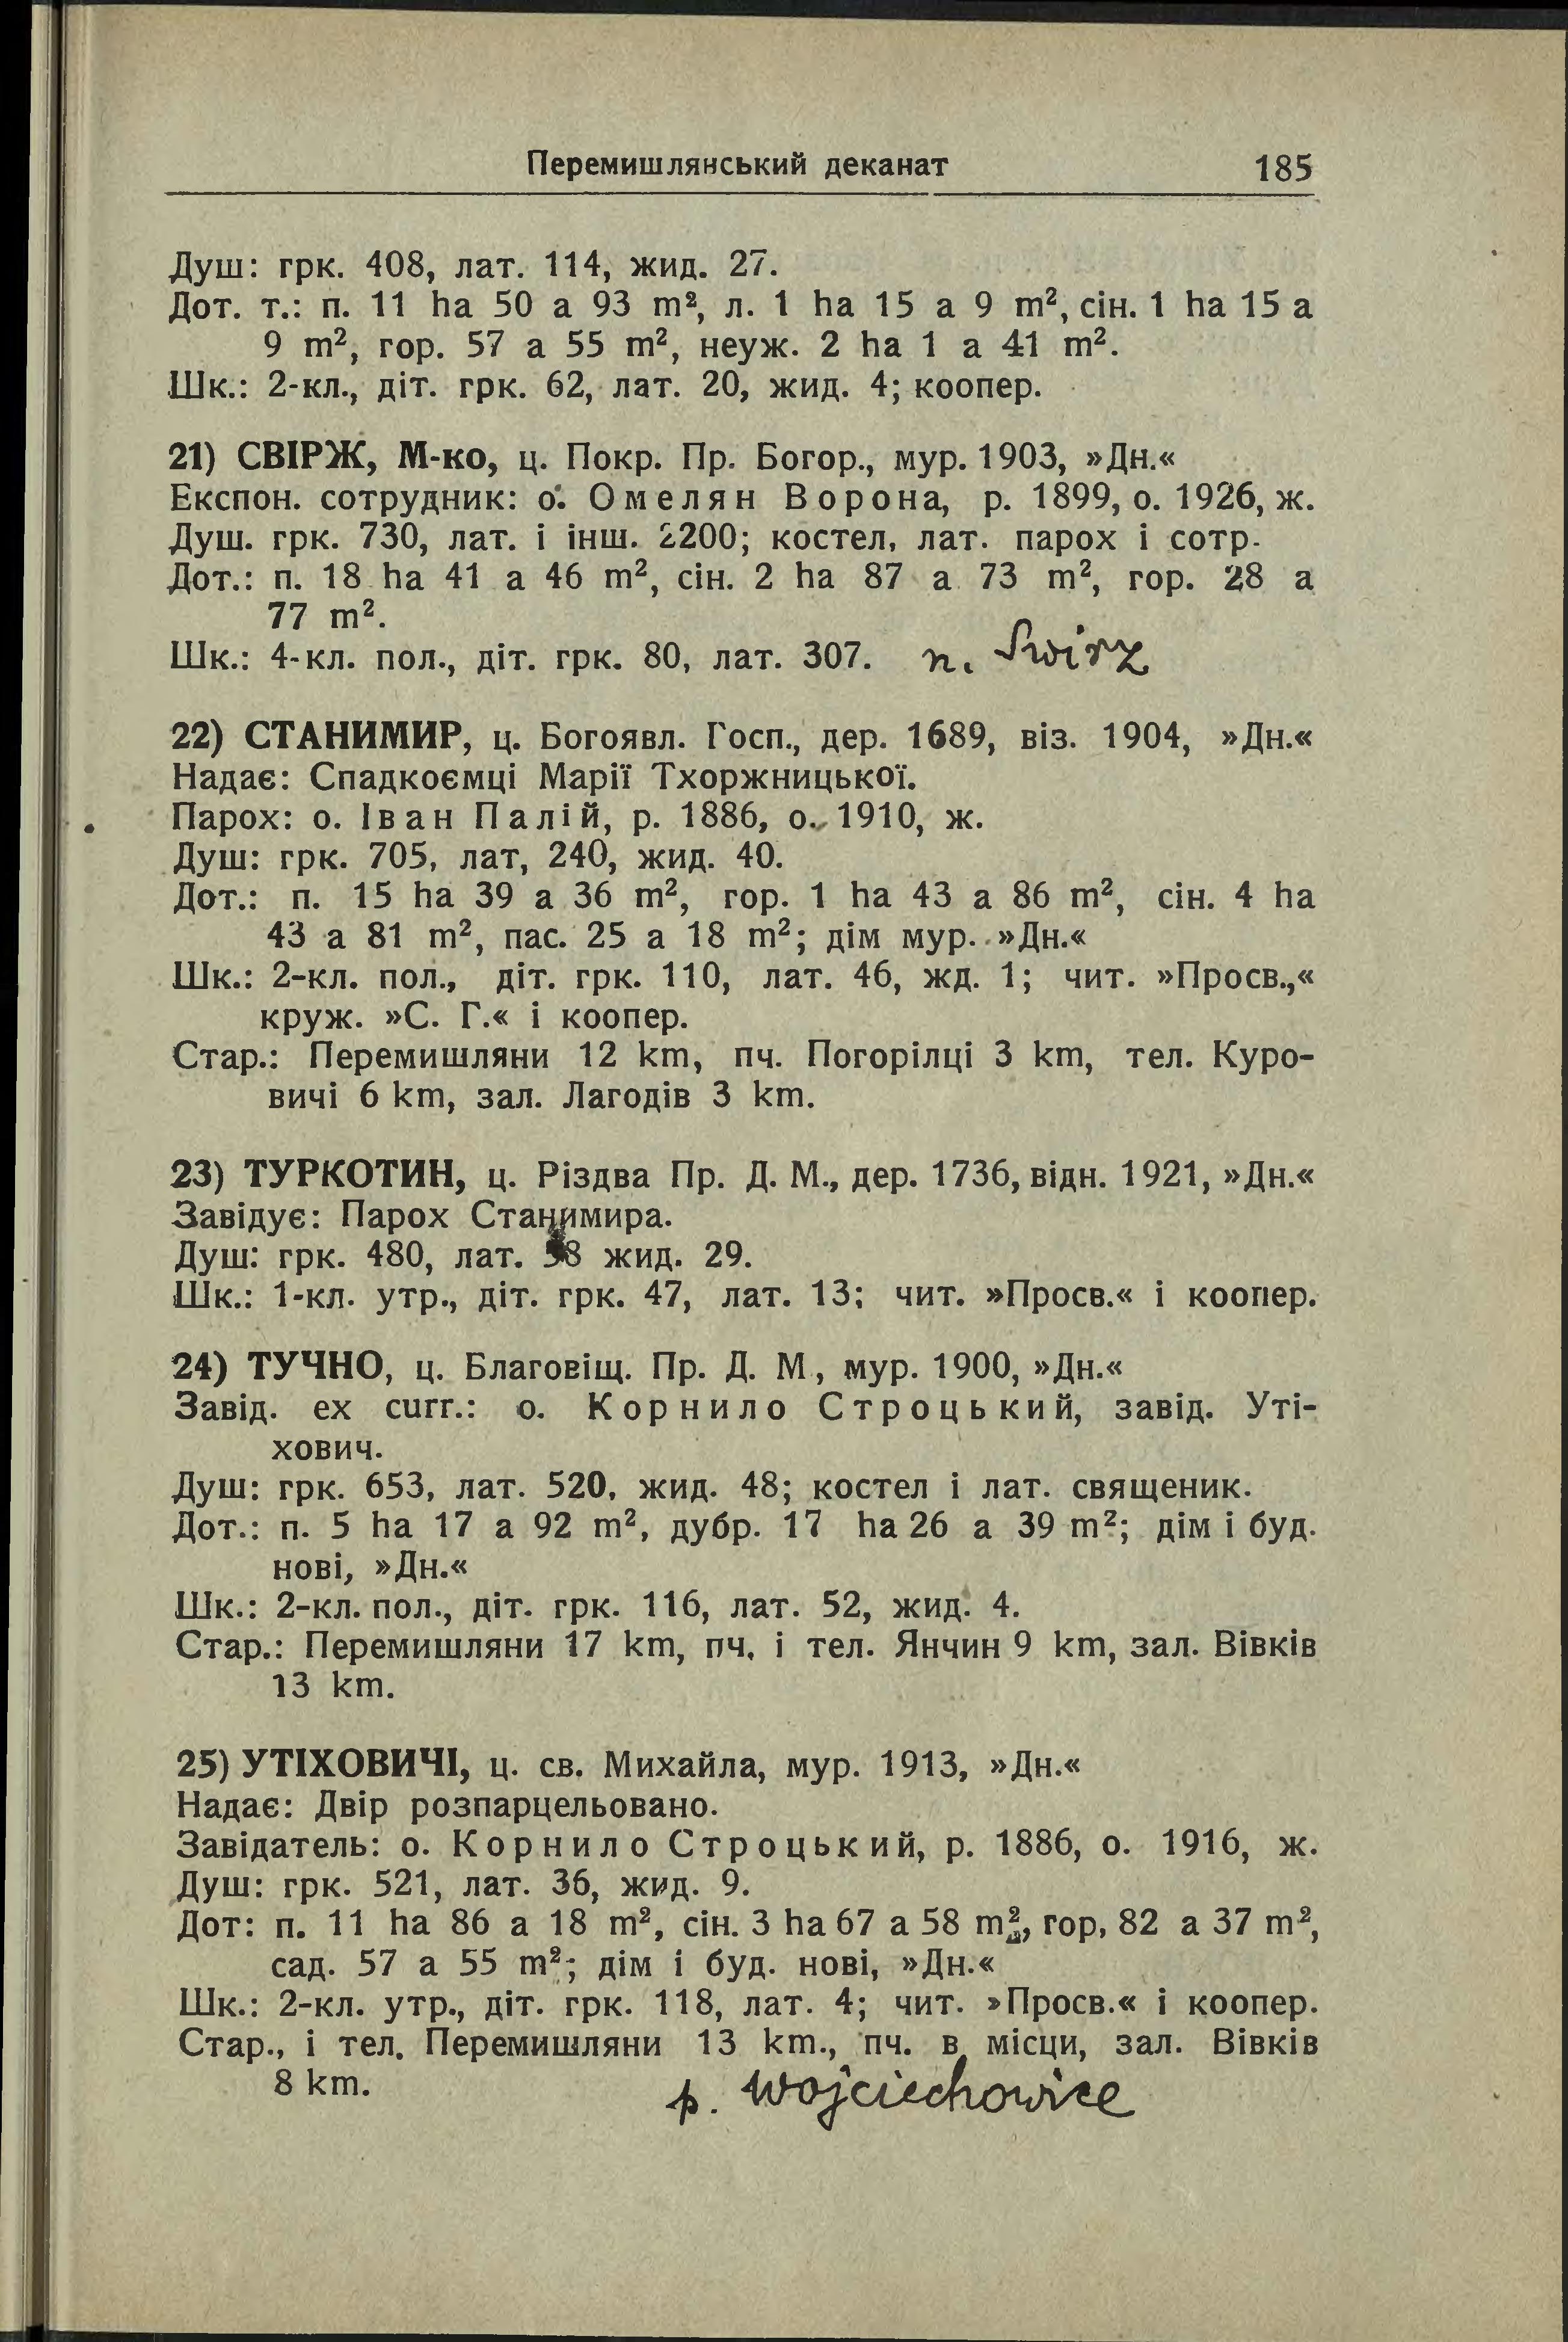 Перемишлянський деканат 185
Душ: грк. 408, лат. 114, жид. 27.
Дот. т.: п. 11 ha 50 a 93 m², л. 1 ha 15 a 9 m², сін. 1 ha 15 a
9 m², гор. 57 a 55 m², неуж. 2 ha 1 a 41 m².
Шк.: 2-кл., діт. грк. 62, лат. 20, жид. 4; коопер.
21) СВІРЖ, М-ко, ц. Покр. Пр. Богор., мур. 1903, »Дн.«
Експон. сотрудник: о. Омелян Ворона, р. 1899, о. 1926, ж.
Душ. грк. 730, лат. і інш. 2200; костел, лат. парох і сотр.
Дот.: п. 18 ha 41 a 46 m², сін. 2 ha 87 a 73 m², гор. 28 a
77 m².
Шк.: 4-кл. пол., діт. грк. 80, лат. 307. n. Swirz
22) СТАНИМИР, ц. Богоявл. Госп., дер. 1689, віз. 1904, »Дн.«
Надає: Спадкоємці Марії Тхоржницької.
Парох: о. Іван Палій, р. 1886, о. 1910, ж.
Душ: грк. 705, лат, 240, жид. 40.
Дот.: п. 15 ha 39 a 36 m², гор. 1 ha 43 a 86 m², сін. 4 ha
43 a 81 m², пас. 25 a 18 m²; дім мур. »Дн.«
Шк.: 2-кл. пол., діт. грк. 110, лат. 46, жд. 1; чит. »Просв.,«
круж. »С. Г.« і коопер.
Стар.: Перемишляни 12 km, пч. Погорілці 3 km, тел. Куро-
вичі 6 km, зал. Лагодів 3 km.
23) ТУРКОТИН, ц. Різдва Пр. Д. М., дер. 1736, відн. 1921, »Дн.«
Завідує: Парох Станимира.
Душ: грк. 480, лат. жид. 29.
Шк.: 1-кл. утр., діт. грк. 47, лат. 13; чит. »Просв.« і коопер.
24) ТУЧНО, ц. Благовіщ. Пр. Д. М., мур. 1900, »Дн.«
Завід. ex curr.: о. Корнило Строцький, завід. Уті-
хович.
Душ: грк. 653, лат. 520, жид. 48; костел і лат. священик.
Дот.: п. 5 ha 17 a 92 m², дубр. 17 ha 26 a 39 m²; дім і буд.
нові, »Дн.«
Шк.: 2-кл. пол., діт. грк. 116, лат. 52, жид. 4.
Стар.: Перемишляни 17 km, пч. і тел. Янчин 9 km, зал. Вівків
13 km.
25) УТІХОВИЧІ, ц. св. Михайла, мур. 1913, »Дн.«
Надає: Двір розпарцельовано.
Завідатель: о. Корнило Строцький, р. 1886, о. 1916, ж.
Душ: грк. 521, лат. 36, жид. 9.
Дот: п. 11 ha 86 a 18 m², сін. 3 ha 67 a 58 m², гор, 82 a 37 m²,
сад. 57 a 55 m²; дім і буд. нові, »Дн.«
Шк.: 2-кл. утр., діт. грк. 118, лат. 4; чит. »Просв.« і коопер.
Стар., і тел. Перемишляни 13 km., пч. в місци, зал. Вівків
8 km. p. Wojciechowice